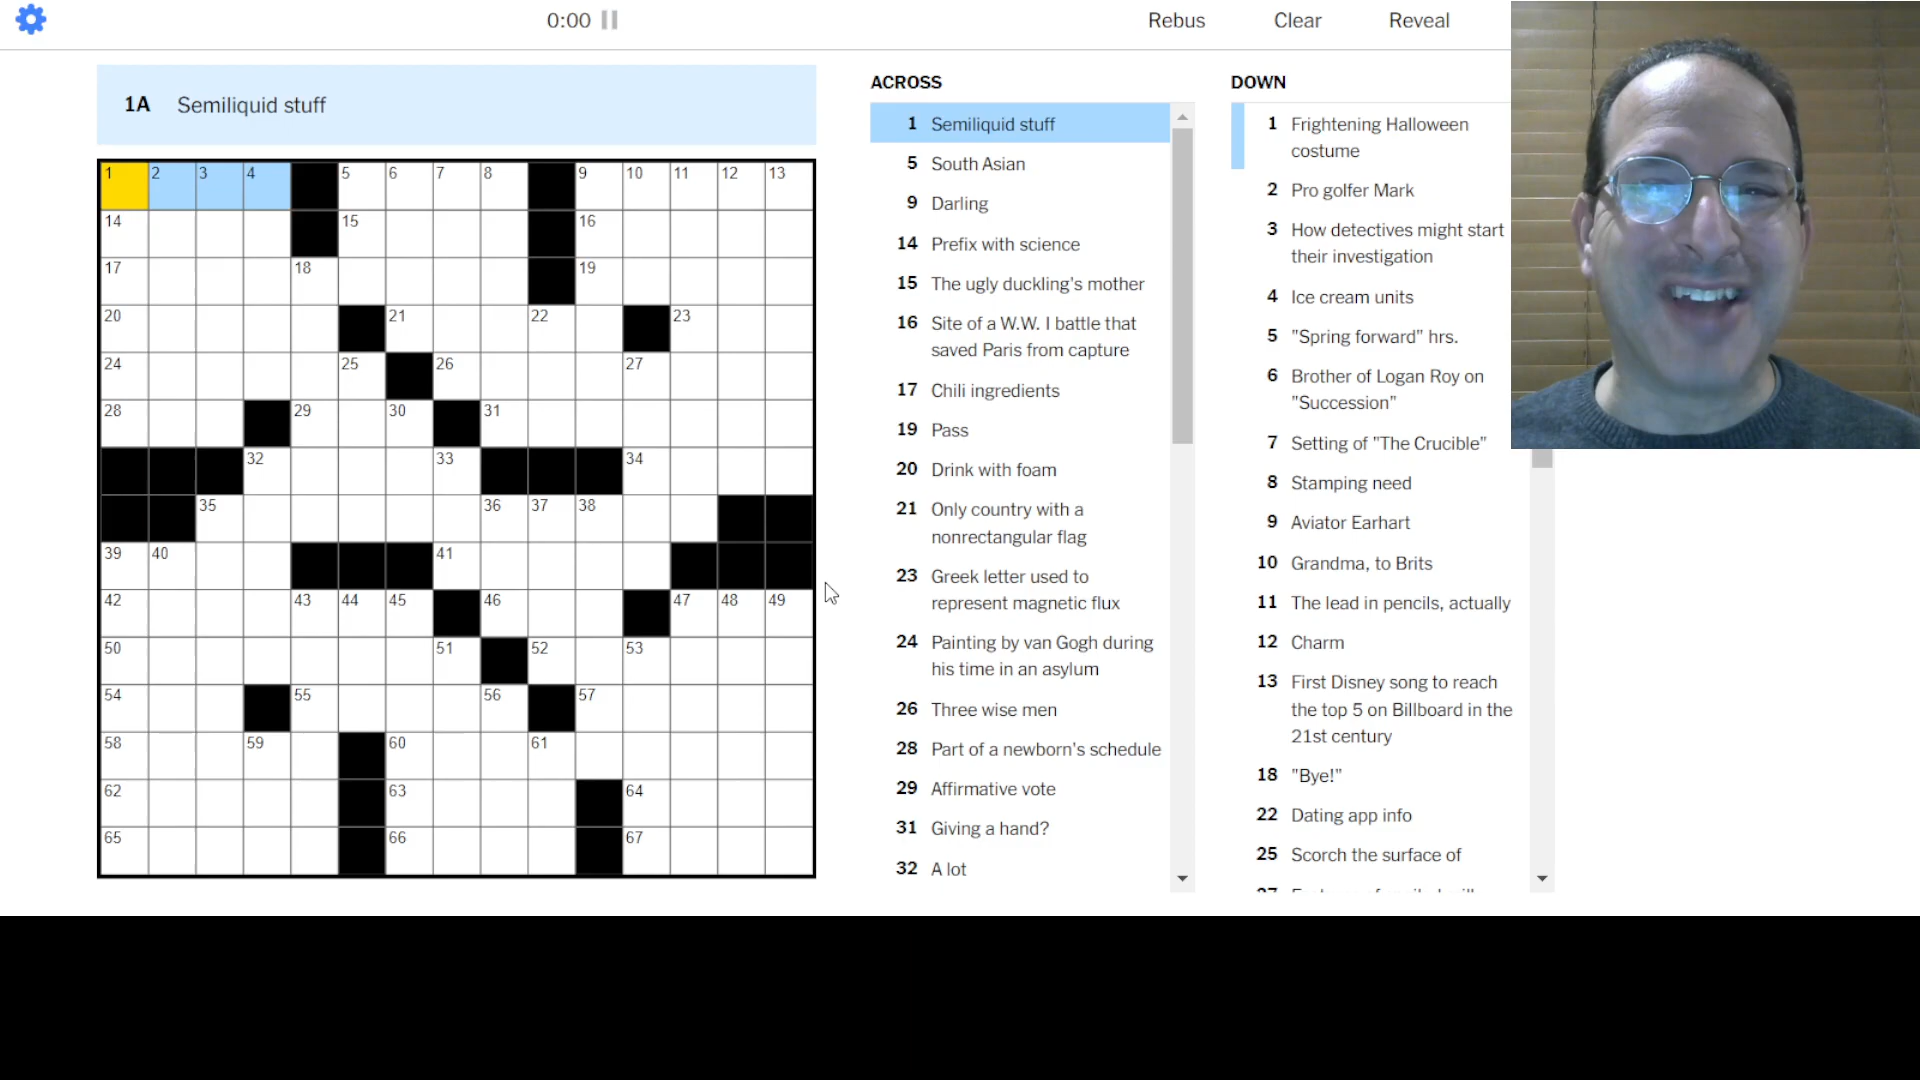 0:00
Rebus
Clear
Reveal
1A Semiliquid stuff
1 2 3 4 5 6 7 8 9 10 11 12 13
14 15 16
17 18 19
20 21 22 23
24 25 26 27
28 29 30 31
32 33 34
35 36 37 38
39 40 41
42 43 44 45 46 47 48 49
50 51 52 53
54 55 56 57
58 59 60 61
62 63 64
65 66 67
ACROSS
1 Semiliquid stuff
5 South Asian
9 Darling
14 Prefix with science
15 The ugly duckling's mother
16 Site of a W.W. I battle that
saved Paris from capture
17 Chili ingredients
19 Pass
20 Drink with foam
21 Only country with a
nonrectangular flag
23 Greek letter used to
represent magnetic flux
24 Painting by van Gogh during
his time in an asylum
26 Three wise men
28 Part of a newborn's schedule
29 Affirmative vote
31 Giving a hand?
32 A lot
DOWN
1 Frightening Halloween
costume
2 Pro golfer Mark
3 How detectives might start
their investigation
4 Ice cream units
5 "Spring forward" hrs.
6 Brother of Logan Roy on
"Succession"
7 Setting of "The Crucible"
8 Stamping need
9 Aviator Earhart
10 Grandma, to Brits
11 The lead in pencils, actually
12 Charm
13 First Disney song to reach
the top 5 on Billboard in the
21st century
18 "Bye!"
22 Dating app info
25 Scorch the surface of
27